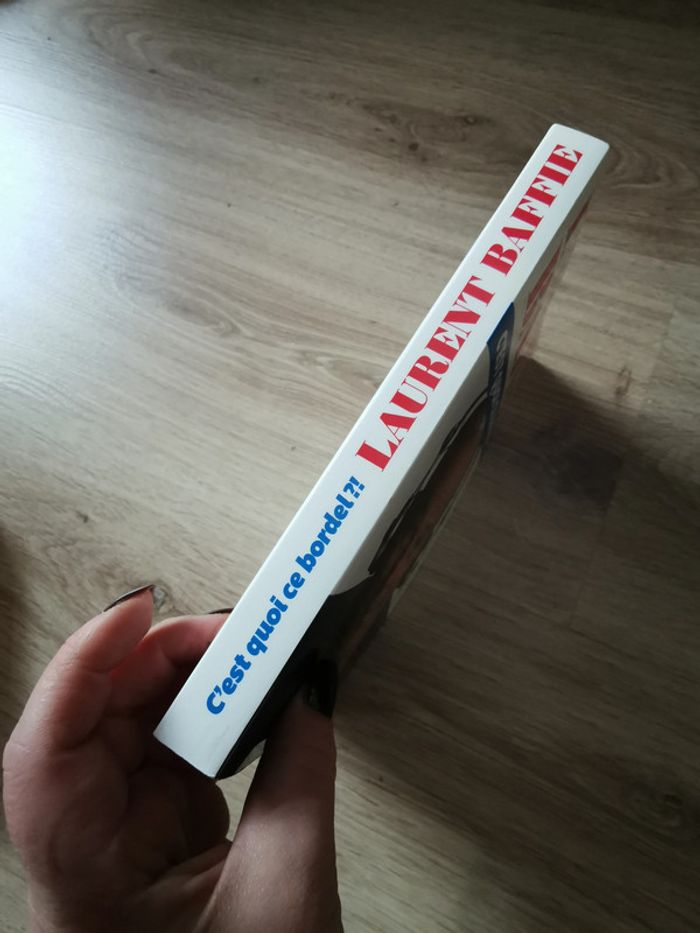 C'est quoi ce bordel ?!
LAURENT BAFFIE